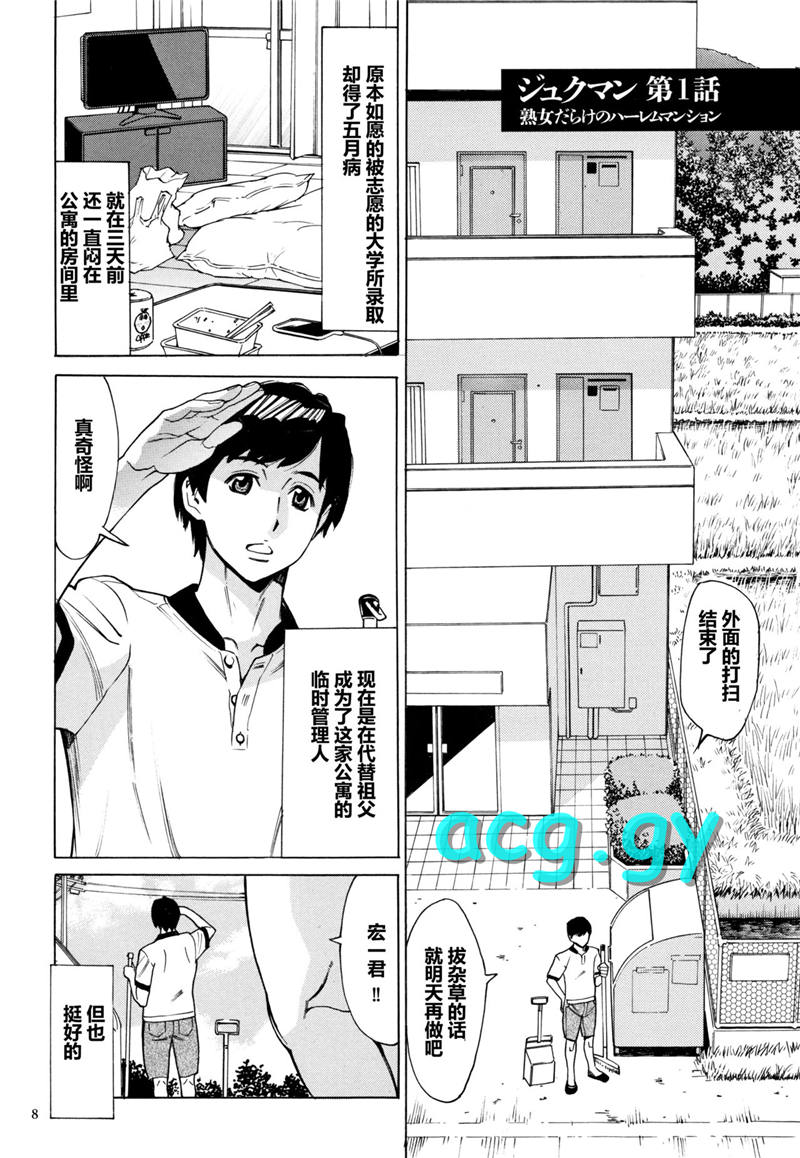 ジュクマン 第1話
熟女だらけのハーレムマンション
外面的打扫
结束了
拔杂草的话
就明天再做吧
原本如愿的被志愿的大学所录取
却得了五月病
就在三天前
还一直闷在
公寓的房间里
真奇怪啊
现在是在代替祖父
成为了这家公寓的
临时管理人
宏一君!!
但也
挺好的
acg.gy
8